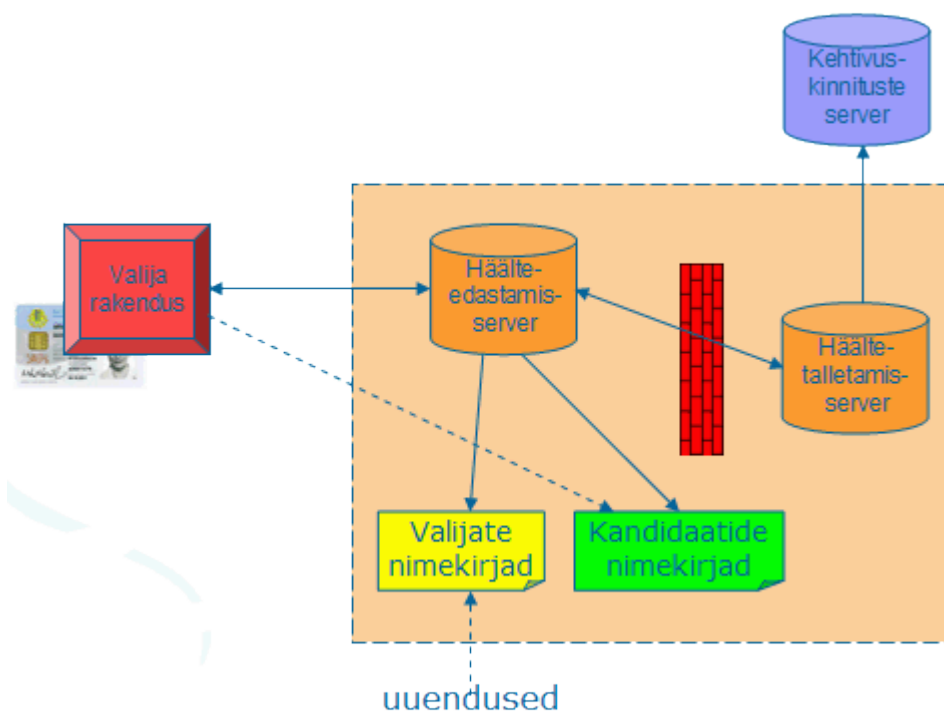 Kehtivus-
kinnituste
server
Valija
rakendus
Häälte-
edastamis-
server
Häälte-
talletamis-
server
Valijate
nimekirjad
Kandidaatide
nimekirjad
uuendused